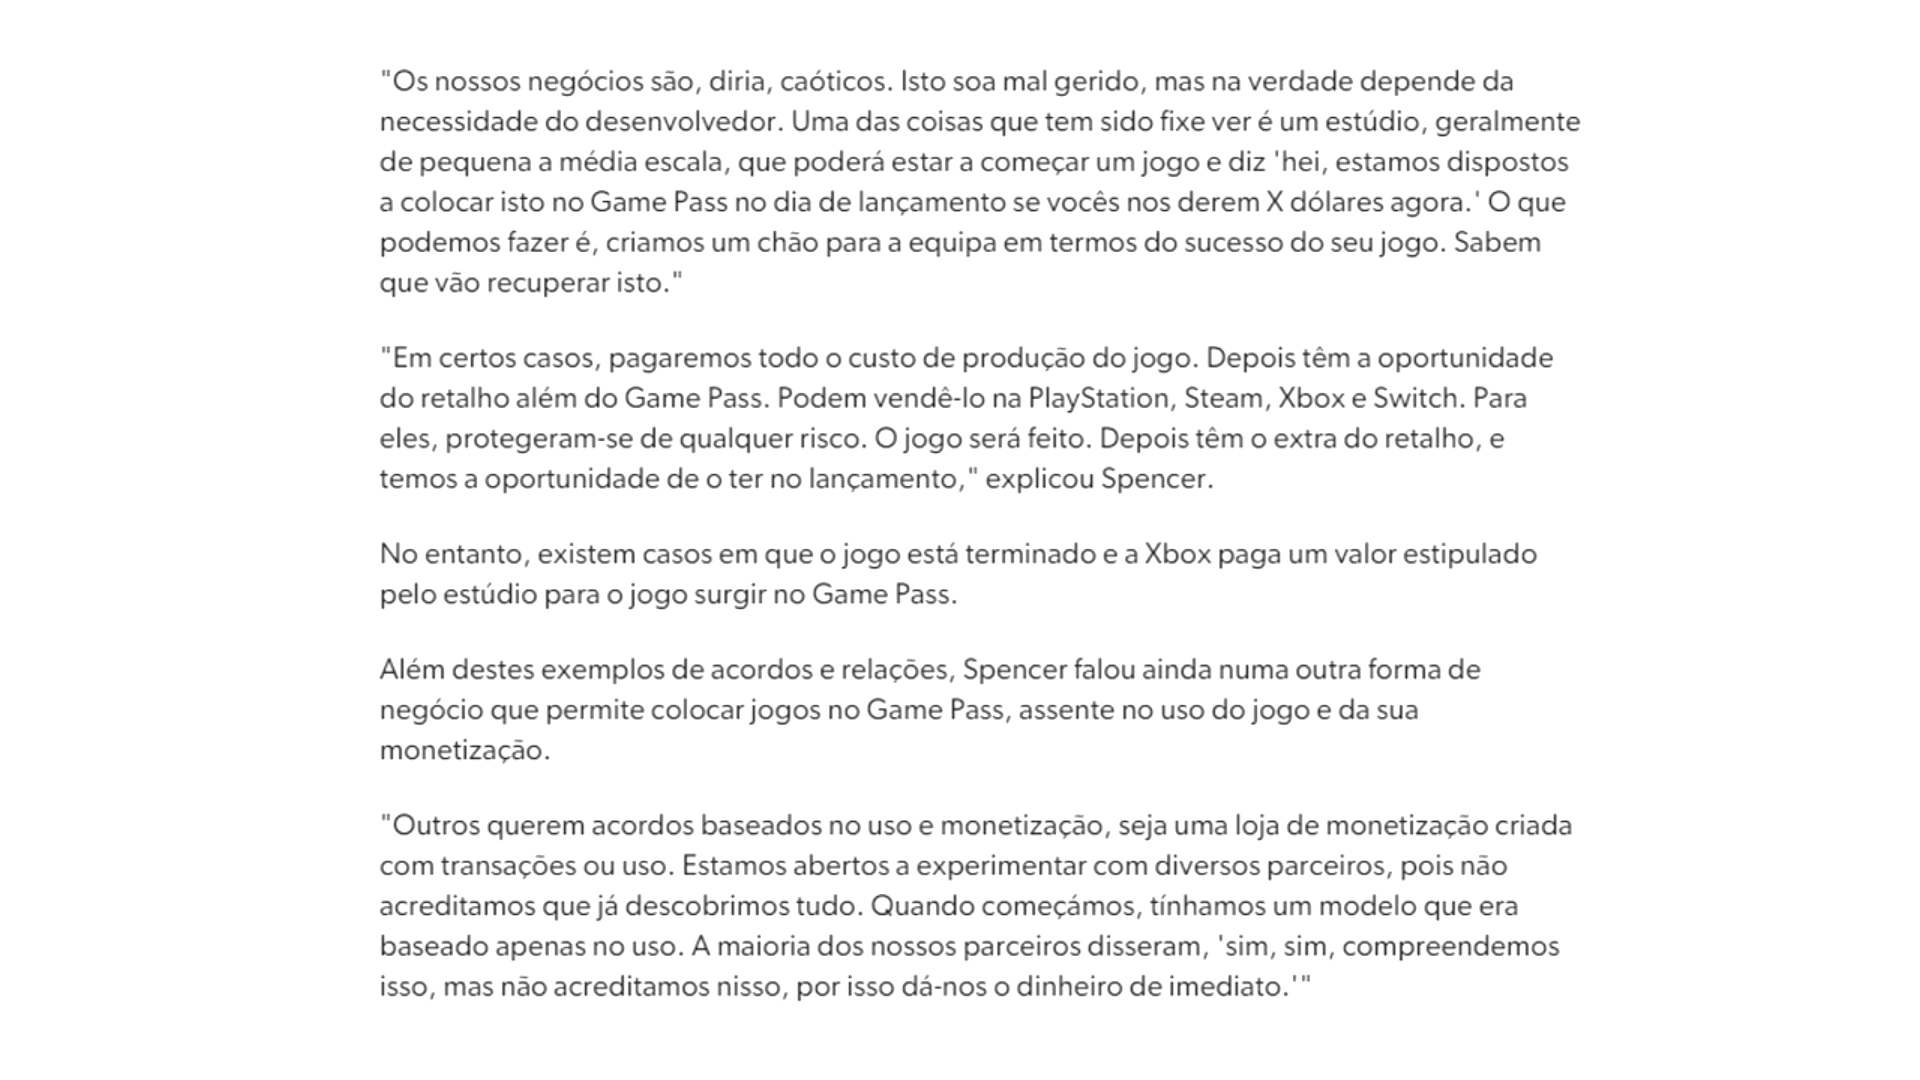 "Os nossos negócios são, diria, caóticos. Isto soa mal gerido, mas na verdade depende da
necessidade do desenvolvedor. Uma das coisas que tem sido fixe ver é um estúdio, geralmente
de pequena a média escala, que poderá estar a começar um jogo e diz 'hei, estamos dispostos
a colocar isto no Game Pass no dia de lançamento se vocês nos derem X dólares agora.' O que
podemos fazer é, criamos um chão para a equipa em termos do sucesso do seu jogo. Sabem
que vão recuperar isto."
"Em certos casos, pagaremos todo o custo de produção do jogo. Depois têm a oportunidade
do retalho além do Game Pass. Podem vendê-lo na PlayStation, Steam, Xbox e Switch. Para
eles, protegeram-se de qualquer risco. O jogo será feito. Depois têm o extra do retalho, e
temos a oportunidade de o ter no lançamento," explicou Spencer.
No entanto, existem casos em que o jogo está terminado e a Xbox paga um valor estipulado
pelo estúdio para o jogo surgir no Game Pass.
Além destes exemplos de acordos e relações, Spencer falou ainda numa outra forma de
negócio que permite colocar jogos no Game Pass, assente no uso do jogo e da sua
monetização.
"Outros querem acordos baseados no uso e monetização, seja uma loja de monetização criada
com transações ou uso. Estamos abertos a experimentar com diversos parceiros, pois não
acreditamos que já descobrimos tudo. Quando começámos, tínhamos um modelo que era
baseado apenas no uso. A maioria dos nossos parceiros disseram, 'sim, sim, compreendemos
isso, mas não acreditamos nisso, por isso dá-nos o dinheiro de imediato.'"